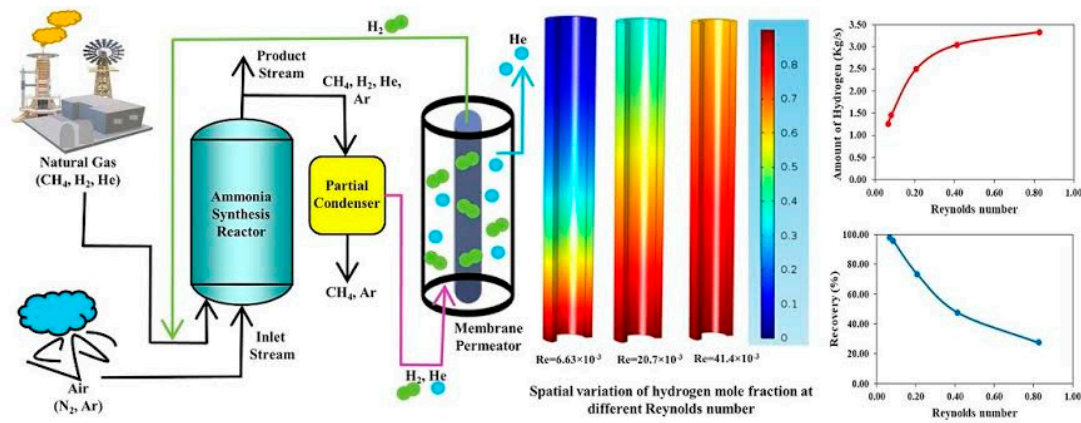 H₂
He
Product
Stream
CH₄, H₂, He,
Ar
Natural Gas
(CH₄, H₂, He)
Ammonia
Synthesis
Reactor
Partial
Condenser
CH₄, Ar
Inlet
Stream
Air
(N₂, Ar)
Membrane
Permeator
H₂, He
0.8
0.7
0.6
0.5
0.4
0.3
0.2
0.1
0
Re=6.63×10⁻³
Re=20.7×10⁻³
Re=41.4×10⁻³
Spatial variation of hydrogen mole fraction at
different Reynolds number
Amount of Hydrogen (Kg/s)
3.50
3.00
2.50
2.00
1.50
1.00
0.50
0.00
0.00 0.20 0.40 0.60 0.80 1.00
Reynolds number
Recovery (%)
100.00
80.00
60.00
40.00
20.00
0.00
0.00 0.20 0.40 0.60 0.80 1.00
Reynolds number